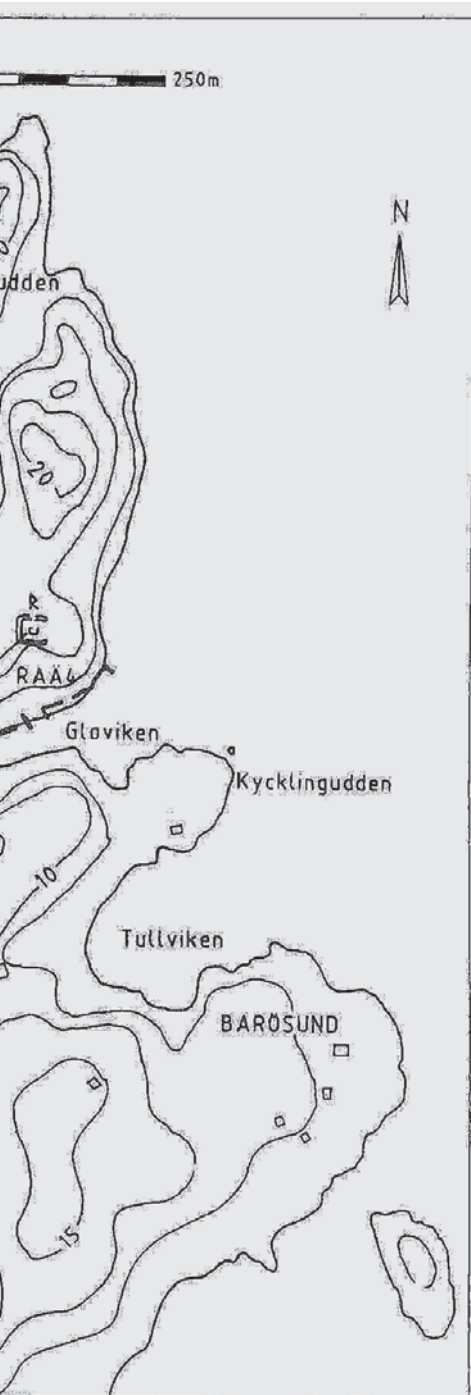 250m
N
udden
20
R
RAÄ4
Gloviken
Kycklingudden
10
Tullviken
BARÖSUND
15